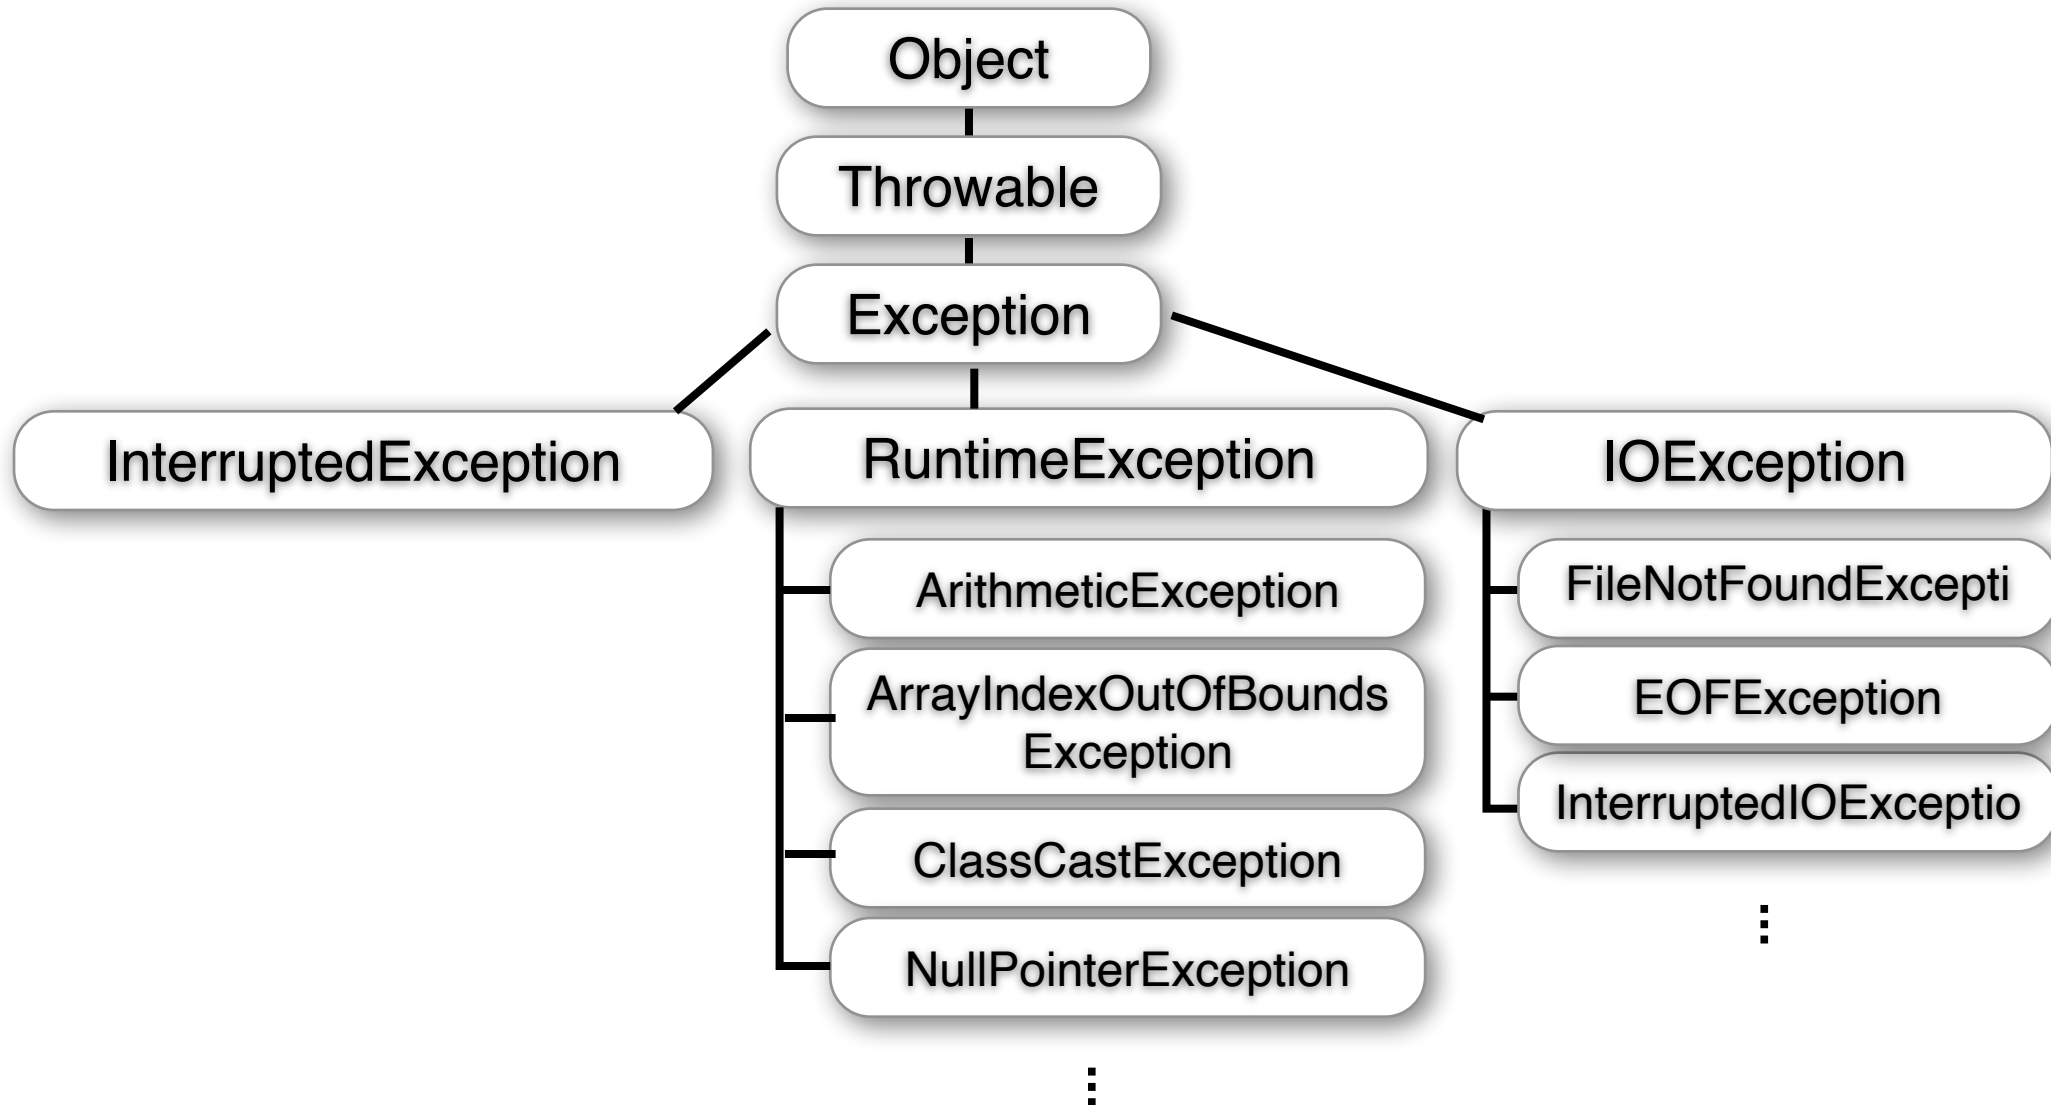 Object
Throwable
Exception
InterruptedException
RuntimeException
IOException
ArithmeticException
ArrayIndexOutOfBounds
Exception
ClassCastException
NullPointerException
FileNotFoundExcepti
EOFException
InterruptedIOExceptio